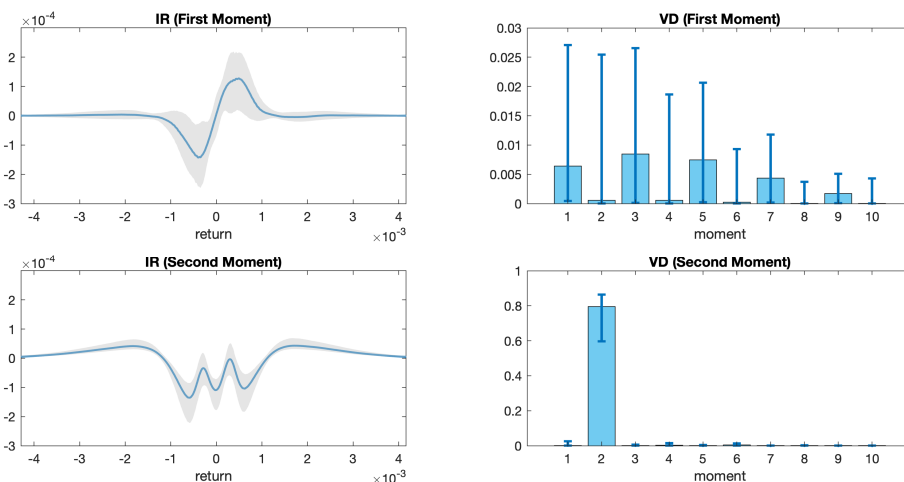 ×10⁻⁴
IR (First Moment)
2
1
0
-1
-2
-3
-4 -3 -2 -1 0 1 2 3 4
return
×10⁻³
VD (First Moment)
0.03
0.025
0.02
0.015
0.01
0.005
0
1 2 3 4 5 6 7 8 9 10
moment
×10⁻⁴
IR (Second Moment)
2
1
0
-1
-2
-3
-4 -3 -2 -1 0 1 2 3 4
return
×10⁻³
VD (Second Moment)
1
0.8
0.6
0.4
0.2
0
1 2 3 4 5 6 7 8 9 10
moment